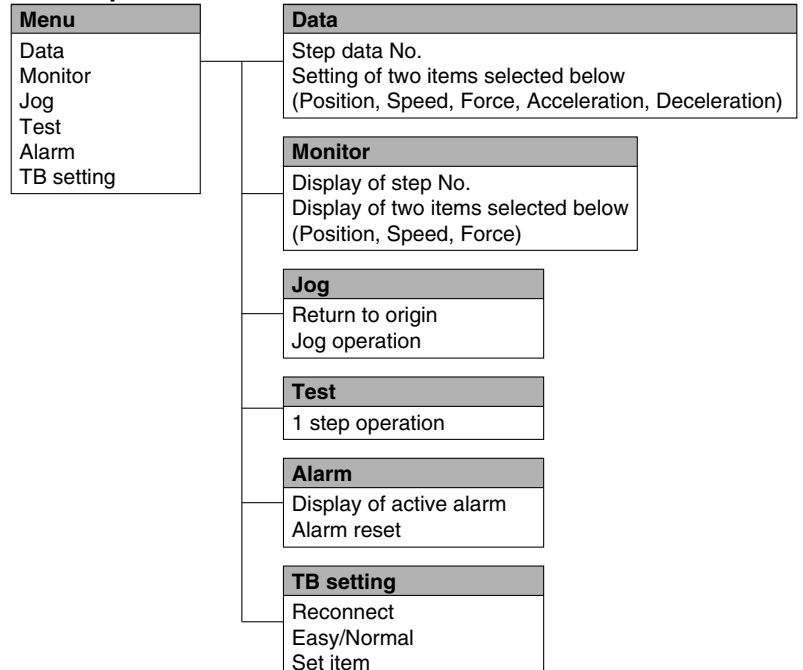 Menu
Data
Monitor
Jog
Test
Alarm
TB setting
Data
Step data No.
Setting of two items selected below
(Position, Speed, Force, Acceleration, Deceleration)
Monitor
Display of step No.
Display of two items selected below
(Position, Speed, Force)
Jog
Return to origin
Jog operation
Test
1 step operation
Alarm
Display of active alarm
Alarm reset
TB setting
Reconnect
Easy/Normal
Set item